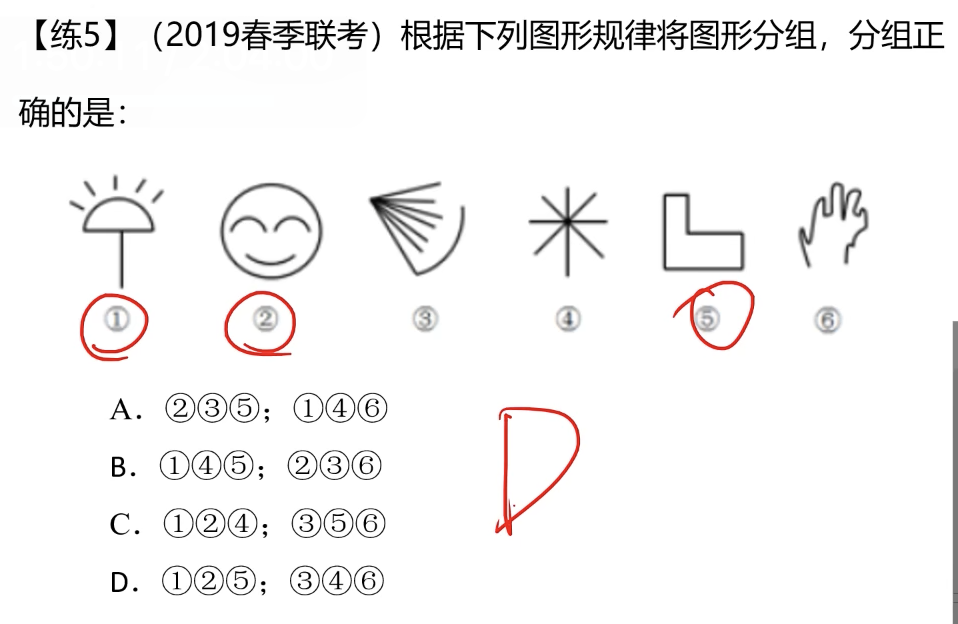 【练5】（2019春季联考）根据下列图形规律将图形分组，分组正
确的是：
① ② ③ ④ ⑤ ⑥
A. ②③⑤；①④⑥
B. ①④⑤；②③⑥
C. ①②④；③⑤⑥
D. ①②⑤；③④⑥
D